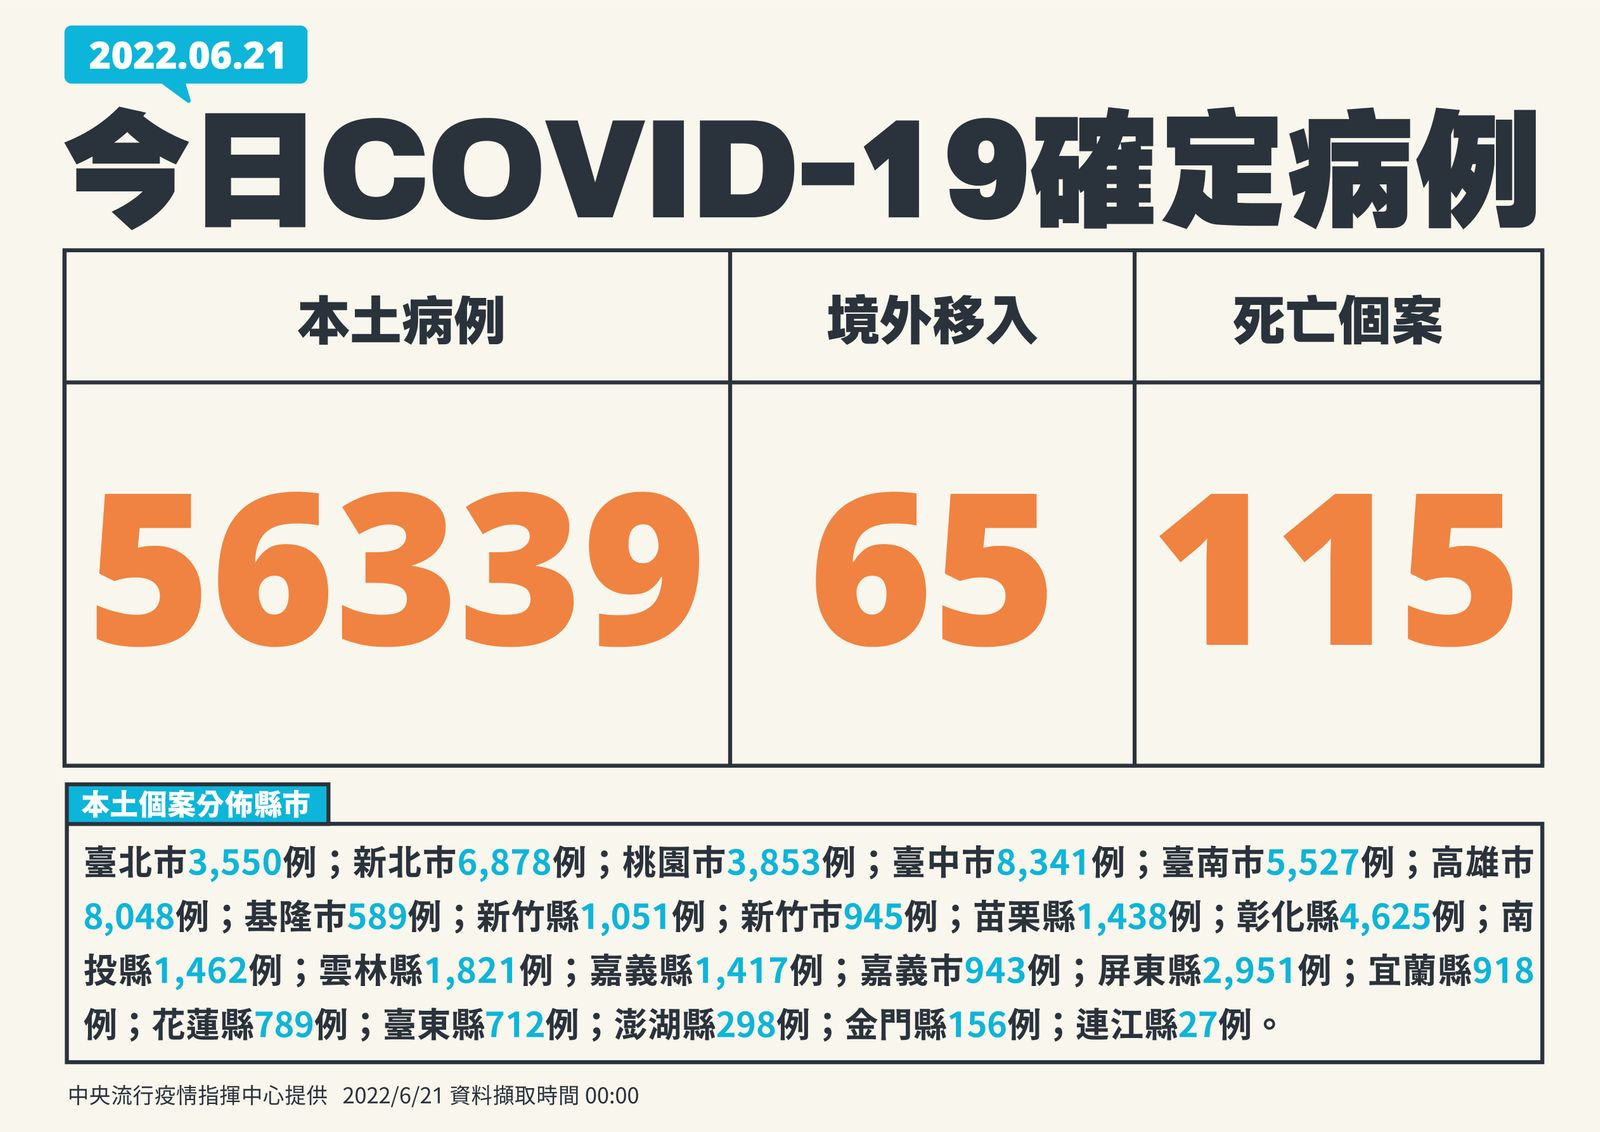 2022.06.21
今日COVID-19確定病例
本土病例 境外移入 死亡個案
56339 65 115
本土個案分佈縣市
臺北市3,550例；新北市6,878例；桃園市3,853例；臺中市8,341例；臺南市5,527例；高雄市
8,048例；基隆市589例；新竹縣1,051例；新竹市945例；苗栗縣1,438例；彰化縣4,625例；南
投縣1,462例；雲林縣1,821例；嘉義縣1,417例；嘉義市943例；屏東縣2,951例；宜蘭縣918
例；花蓮縣789例；臺東縣712例；澎湖縣298例；金門縣156例；連江縣27例。
中央流行疫情指揮中心提供 2022/6/21 資料擷取時間 00:00